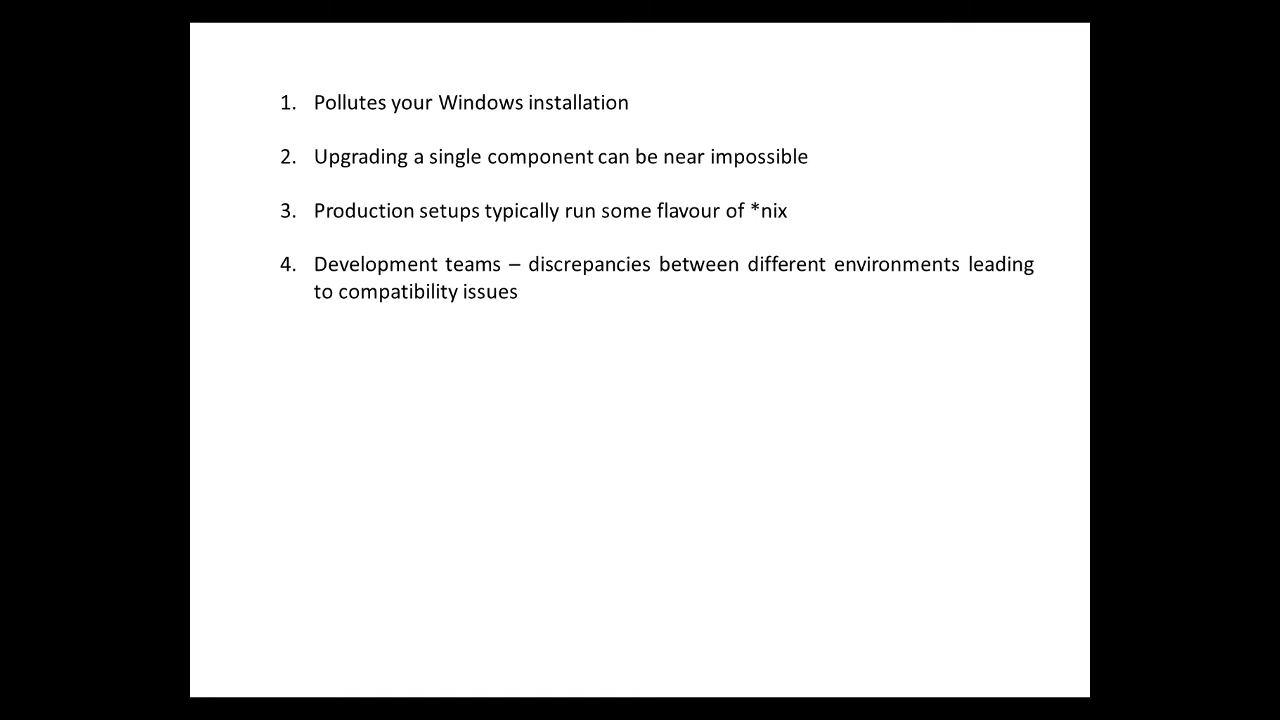 1. Pollutes your Windows installation
2. Upgrading a single component can be near impossible
3. Production setups typically run some flavour of *nix
4. Development teams – discrepancies between different environments leading
to compatibility issues